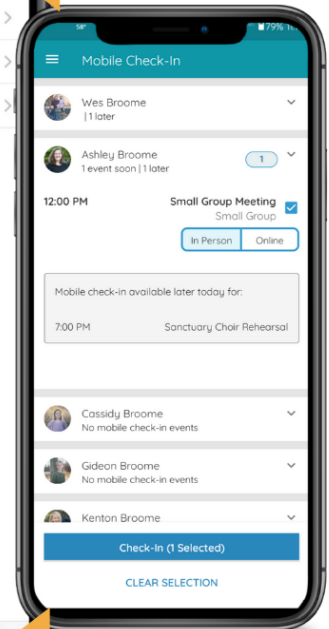 58°
79%
Mobile Check-In
Wes Broome
| 1 later
Ashley Broome
1 event soon | 1 later
1
12:00 PM
Small Group Meeting
Small Group
In Person
Online
Mobile check-in available later today for:
7:00 PM
Sanctuary Choir Rehearsal
Cassidy Broome
No mobile check-in events
Gideon Broome
No mobile check-in events
Kenton Broome
Check-In (1 Selected)
CLEAR SELECTION